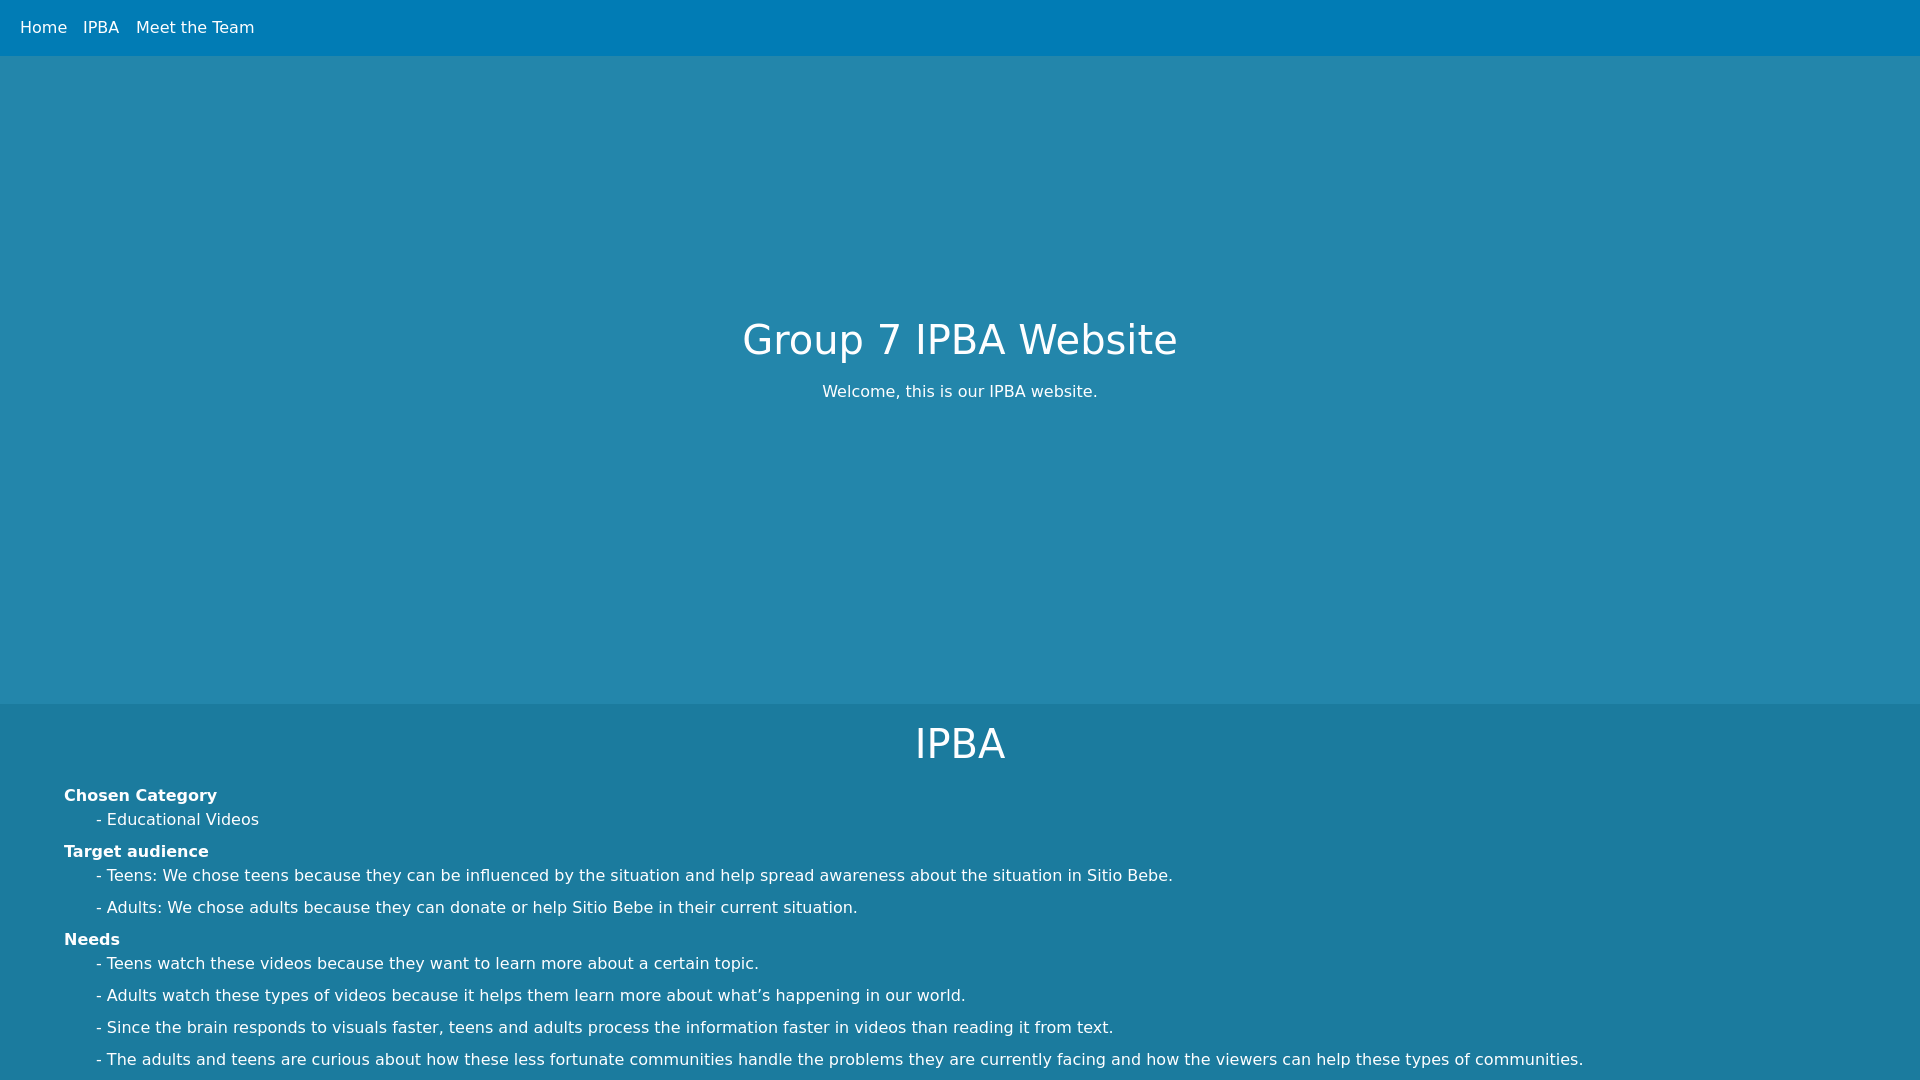 Home IPBA Meet the Team
Group 7 IPBA Website
Welcome, this is our IPBA website.
IPBA
Chosen Category
- Educational Videos
Target audience
- Teens: We chose teens because they can be influenced by the situation and help spread awareness about the situation in Sitio Bebe.
- Adults: We chose adults because they can donate or help Sitio Bebe in their current situation.
Needs
- Teens watch these videos because they want to learn more about a certain topic.
- Adults watch these types of videos because it helps them learn more about what’s happening in our world.
- Since the brain responds to visuals faster, teens and adults process the information faster in videos than reading it from text.
- The adults and teens are curious about how these less fortunate communities handle the problems they are currently facing and how the viewers can help these types of communities.